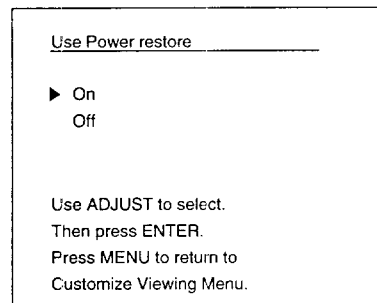 Use Power restore
▶ On
Off
Use ADJUST to select.
Then press ENTER.
Press MENU to return to
Customize Viewing Menu.